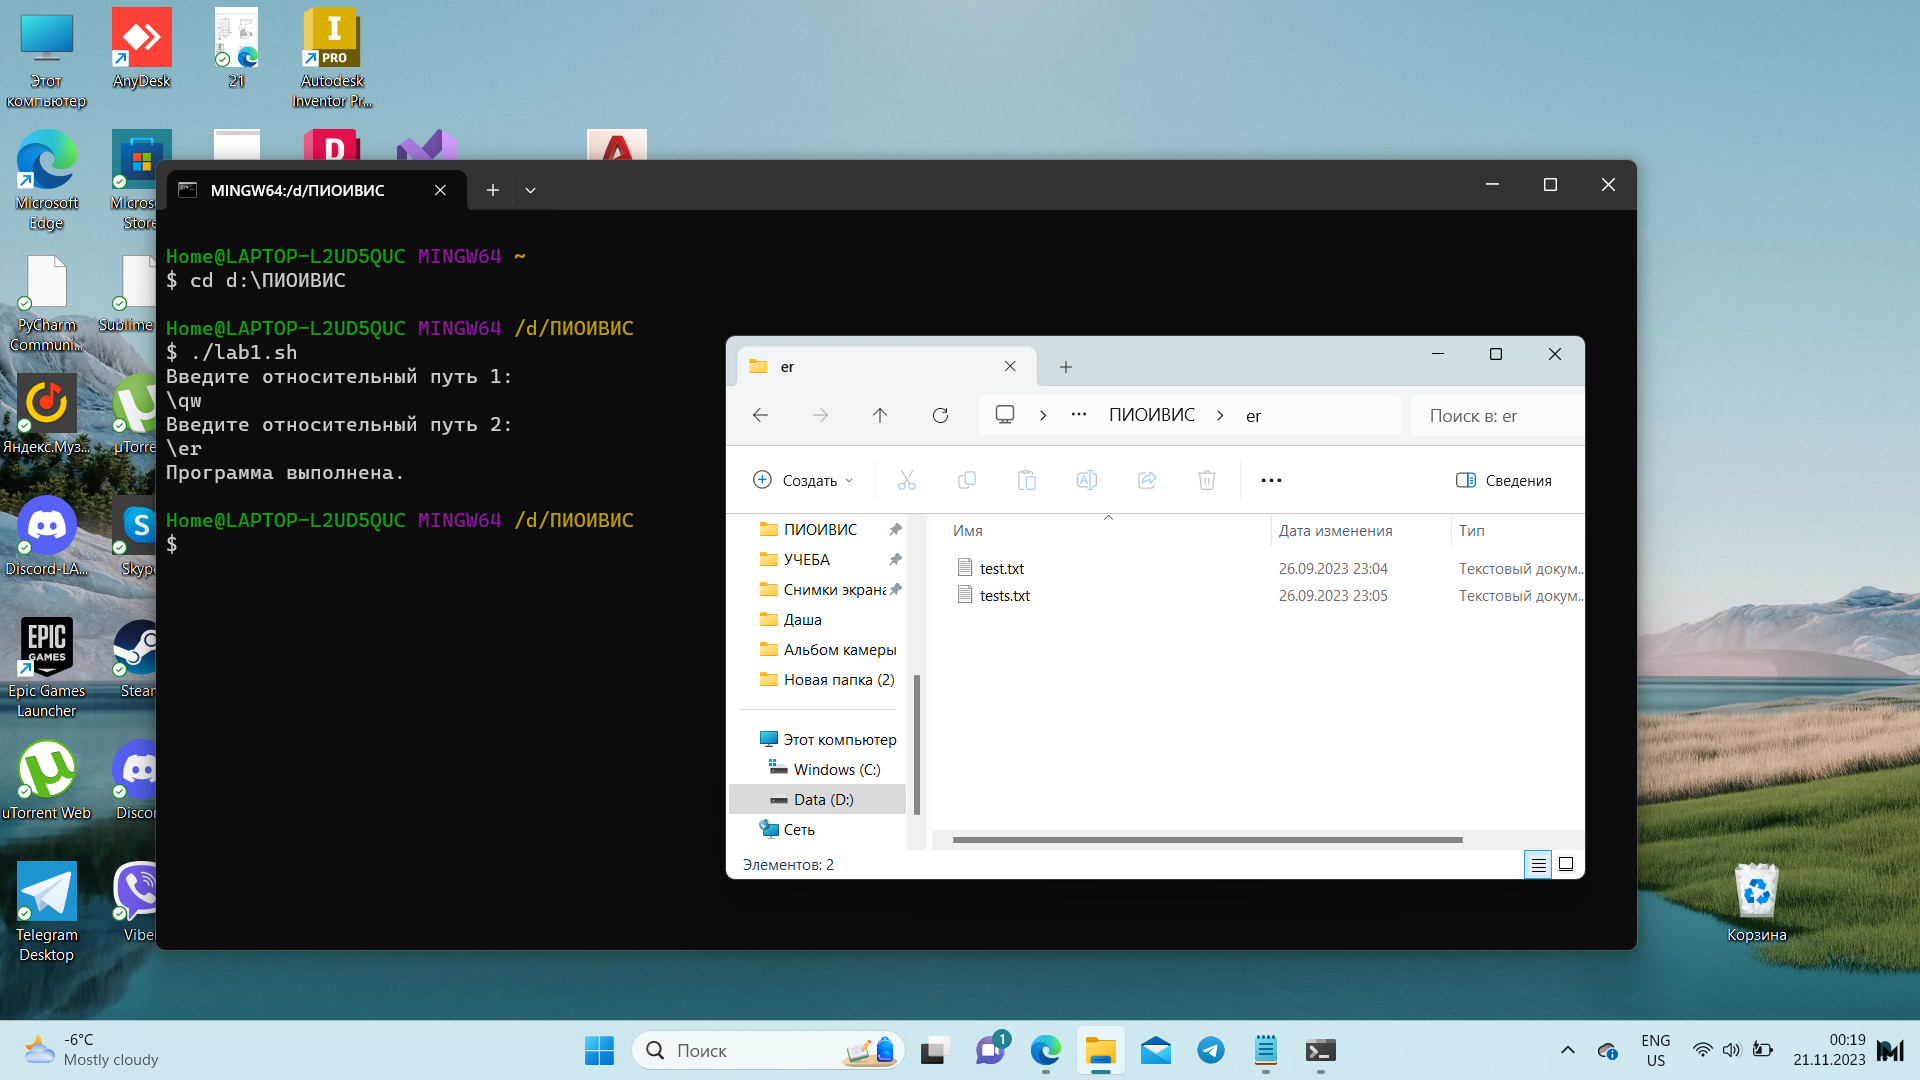 Этот компьютер
AnyDesk
21
Autodesk Inventor Pr...
I
PRO
Microsoft Edge
Store
D
PyCharm Communi...
Sublime
Яндекс.Муз...
Discord-LA...
EPIC GAMES
Epic Games Launcher
uTorrent Web
Telegram Desktop
MINGW64:/d/ПИОИВИС
Home@LAPTOP-L2UD5QUC MINGW64 ~
$ cd d:\ПИОИВИС
Home@LAPTOP-L2UD5QUC MINGW64 /d/ПИОИВИС
$ ./lab1.sh
Введите относительный путь 1:
\qw
Введите относительный путь 2:
\er
Программа выполнена.
Home@LAPTOP-L2UD5QUC MINGW64 /d/ПИОИВИС
$
er
ПИОИВИС > er
Поиск в: er
Создать
Сведения
ПИОИВИС
УЧЕБА
Снимки экрана
Даша
Альбом камеры
Новая папка (2)
Этот компьютер
Windows (C:)
Data (D:)
Сеть
Имя Дата изменения Тип
test.txt 26.09.2023 23:04 Текстовый докум...
tests.txt 26.09.2023 23:05 Текстовый докум...
Элементов: 2
Корзина
-6°C
Mostly cloudy
Поиск
1
ENG
US
00:19
21.11.2023